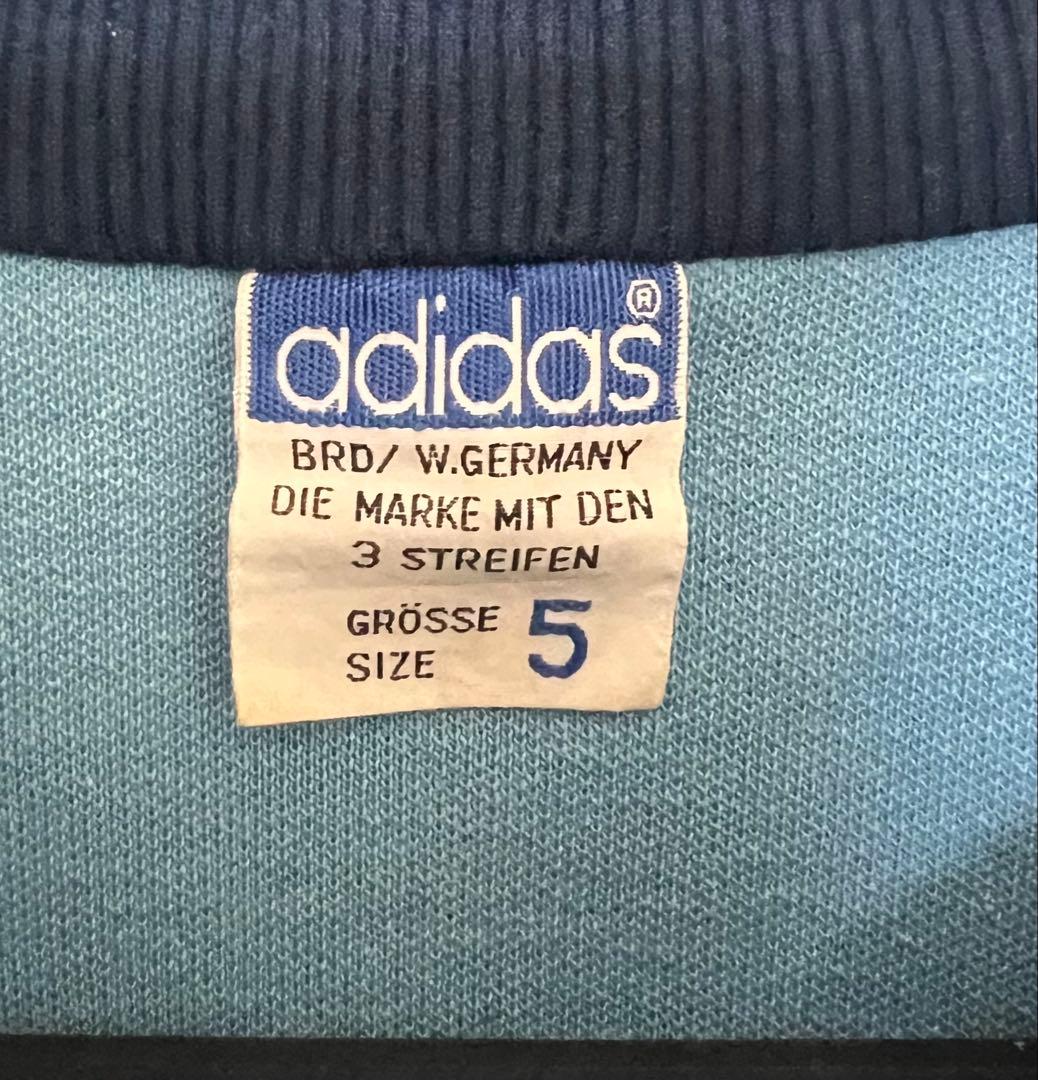 adidas®
BRD/ W.GERMANY
DIE MARKE MIT DEN
3 STREIFEN
GRÖSSE 5
SIZE